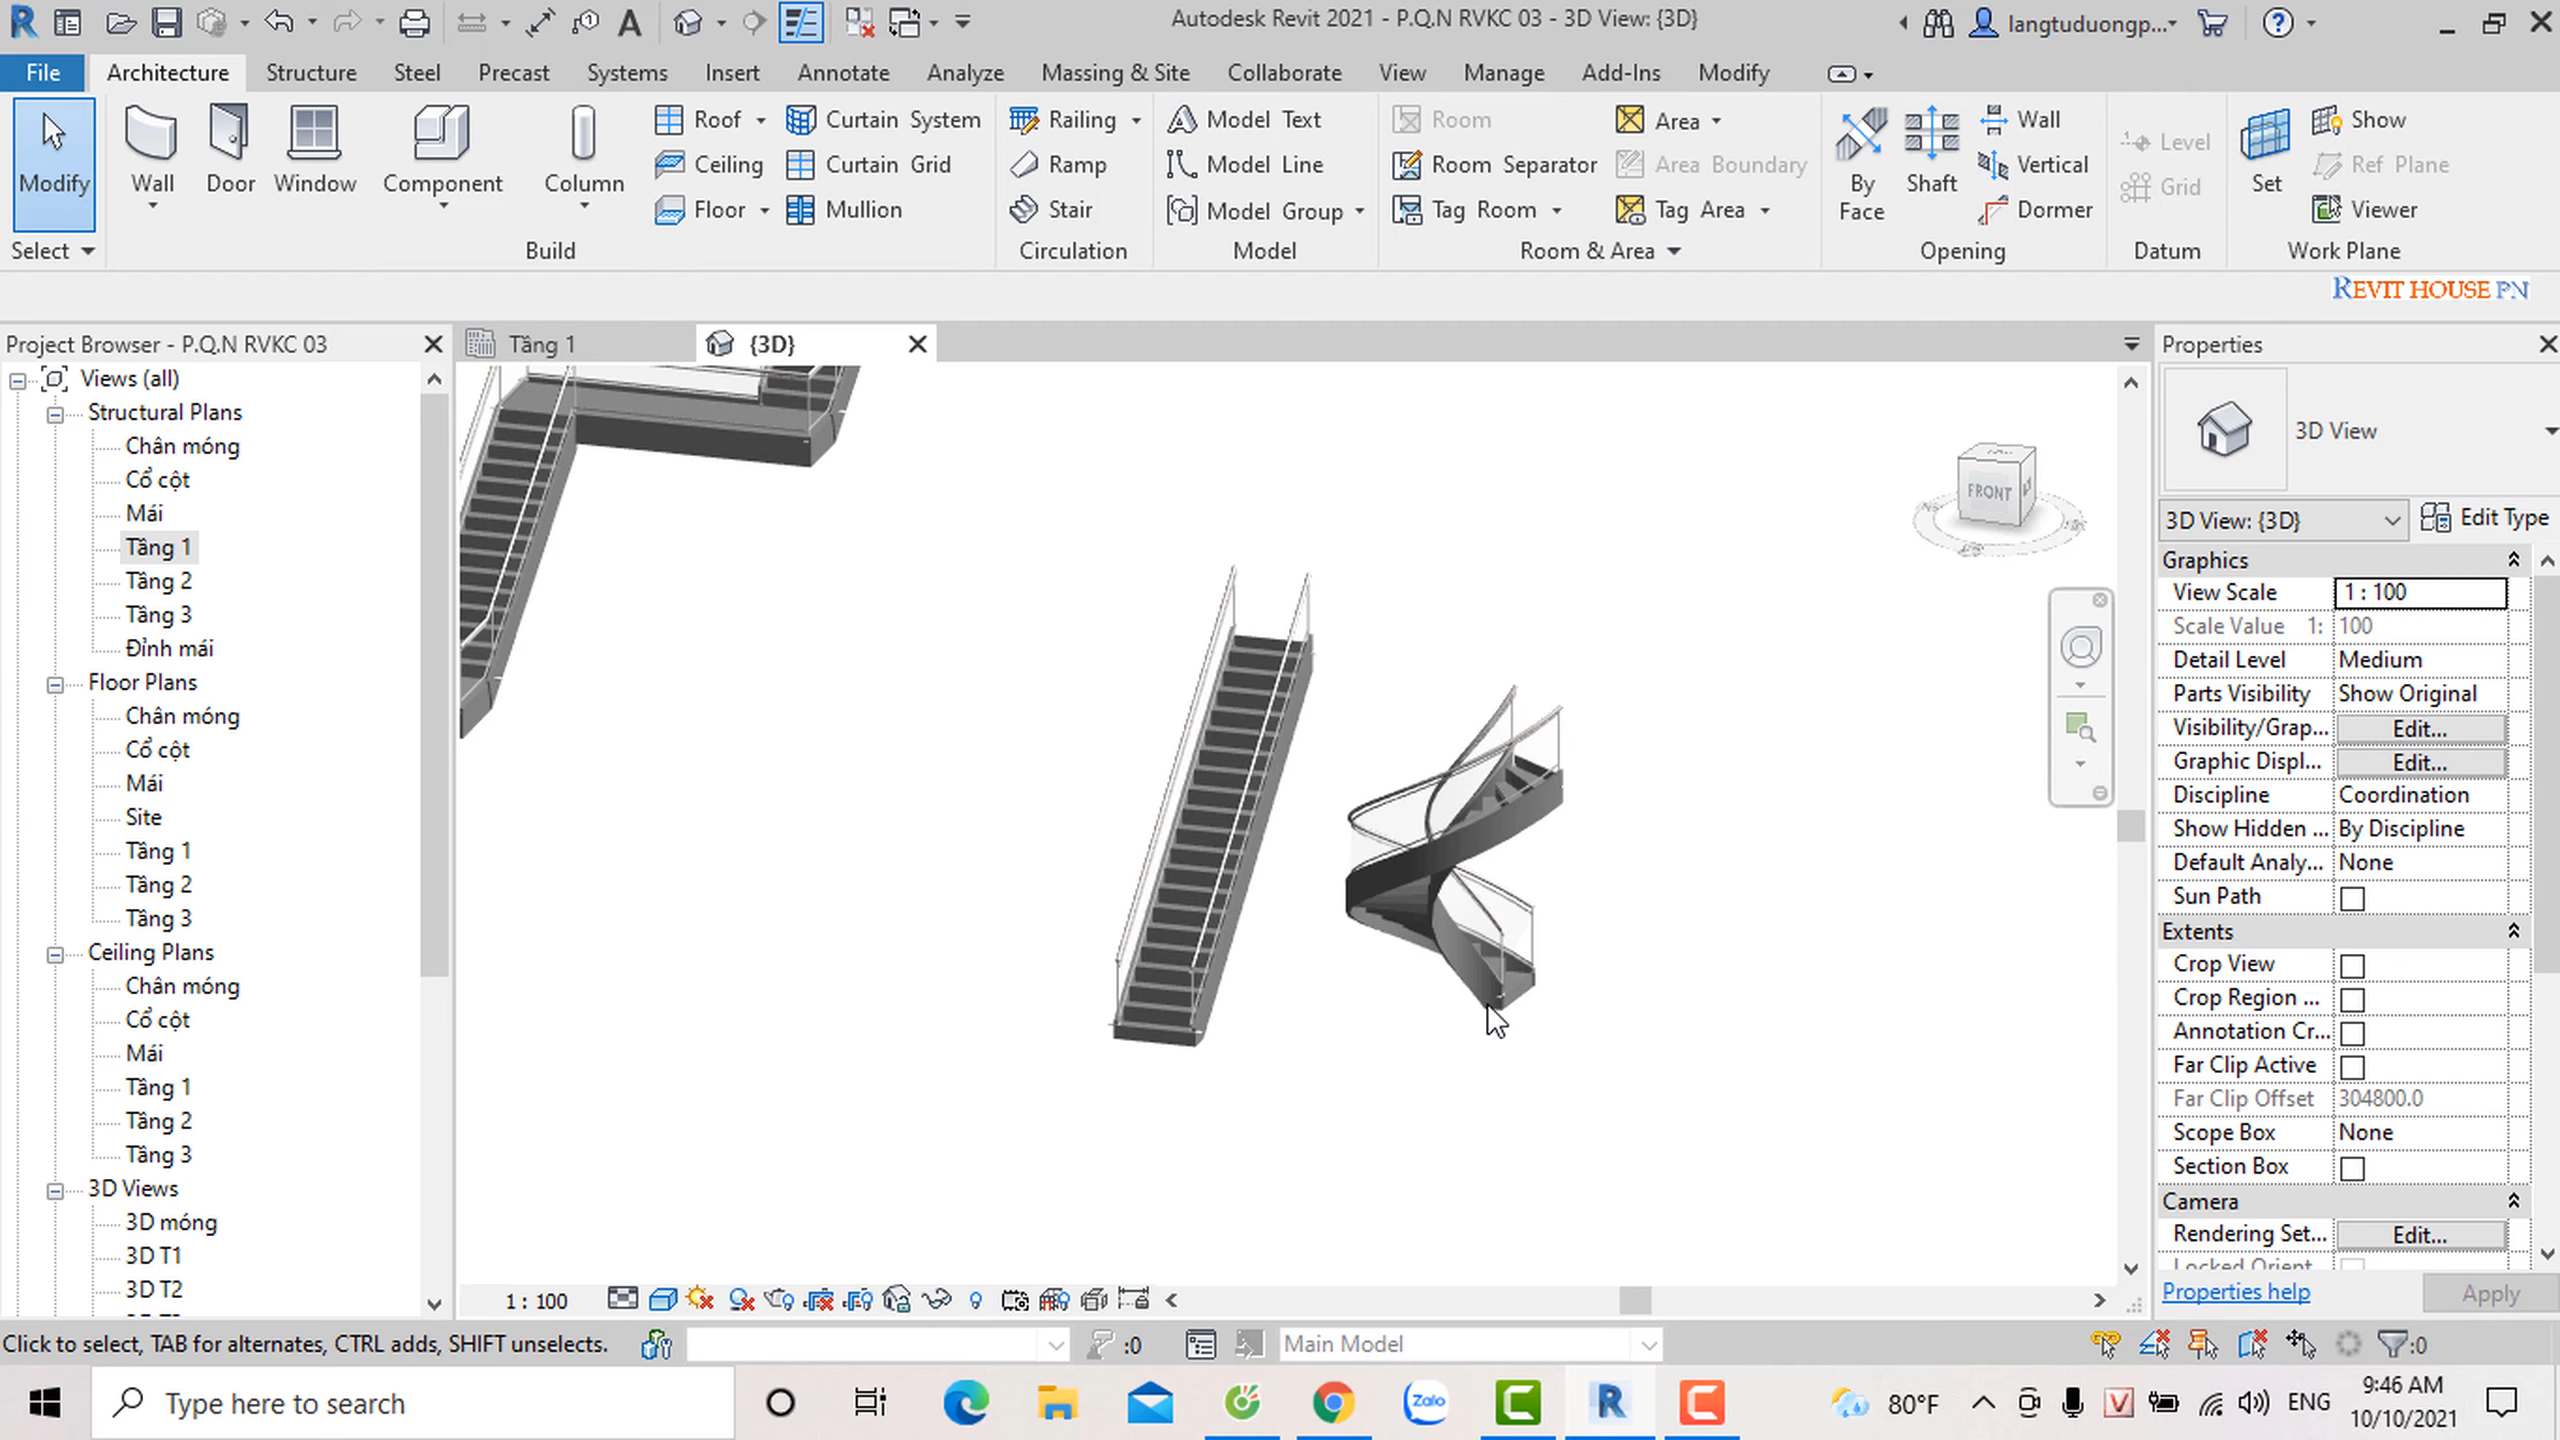 Autodesk Revit 2021 - P.Q.N RVKC 03 - 3D View: {3D}
langtuduongp...
File Architecture Structure Steel Precast Systems Insert Annotate Analyze Massing & Site Collaborate View Manage Add-Ins Modify
Modify Wall Door Window Component Column
Roof Curtain System
Ceiling Curtain Grid
Floor Mullion
Railing
Ramp
Stair
Model Text
Model Line
Model Group
Room Area
Room Separator Area Boundary
Tag Room Tag Area
By Face Shaft
Wall
Vertical
Dormer
Level
Grid
Set
Show
Ref Plane
Viewer
Select Build Circulation Model Room & Area Opening Datum Work Plane
REVIT HOUSE PN
Project Browser - P.Q.N RVKC 03
Views (all)
Structural Plans
Chân móng
Cổ cột
Mái
Tầng 1
Tầng 2
Tầng 3
Đỉnh mái
Floor Plans
Chân móng
Cổ cột
Mái
Site
Tầng 1
Tầng 2
Tầng 3
Ceiling Plans
Chân móng
Cổ cột
Mái
Tầng 1
Tầng 2
Tầng 3
3D Views
3D móng
3D T1
3D T2
Tầng 1
{3D}
FRONT
Properties
3D View
3D View: {3D} Edit Type
Graphics
View Scale 1 : 100
Scale Value 1: 100
Detail Level Medium
Parts Visibility Show Original
Visibility/Grap... Edit...
Graphic Displ... Edit...
Discipline Coordination
Show Hidden ... By Discipline
Default Analy... None
Sun Path
Extents
Crop View
Crop Region ...
Annotation Cr...
Far Clip Active
Far Clip Offset 304800.0
Scope Box None
Section Box
Camera
Rendering Set... Edit...
Locked Orient...
Properties help Apply
1 : 100
Click to select, TAB for alternates, CTRL adds, SHIFT unselects.
:0
Main Model
:0
Type here to search
Zalo
80°F
ENG
9:46 AM
10/10/2021